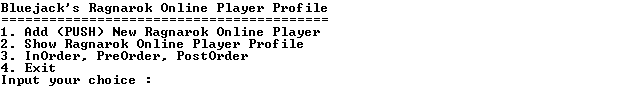 Bluejack's Ragnarok Online Player Profile
=========================================
1. Add (PUSH) New Ragnarok Online Player
2. Show Ragnarok Online Player Profile
3. InOrder, PreOrder, PostOrder
4. Exit
Input your choice :